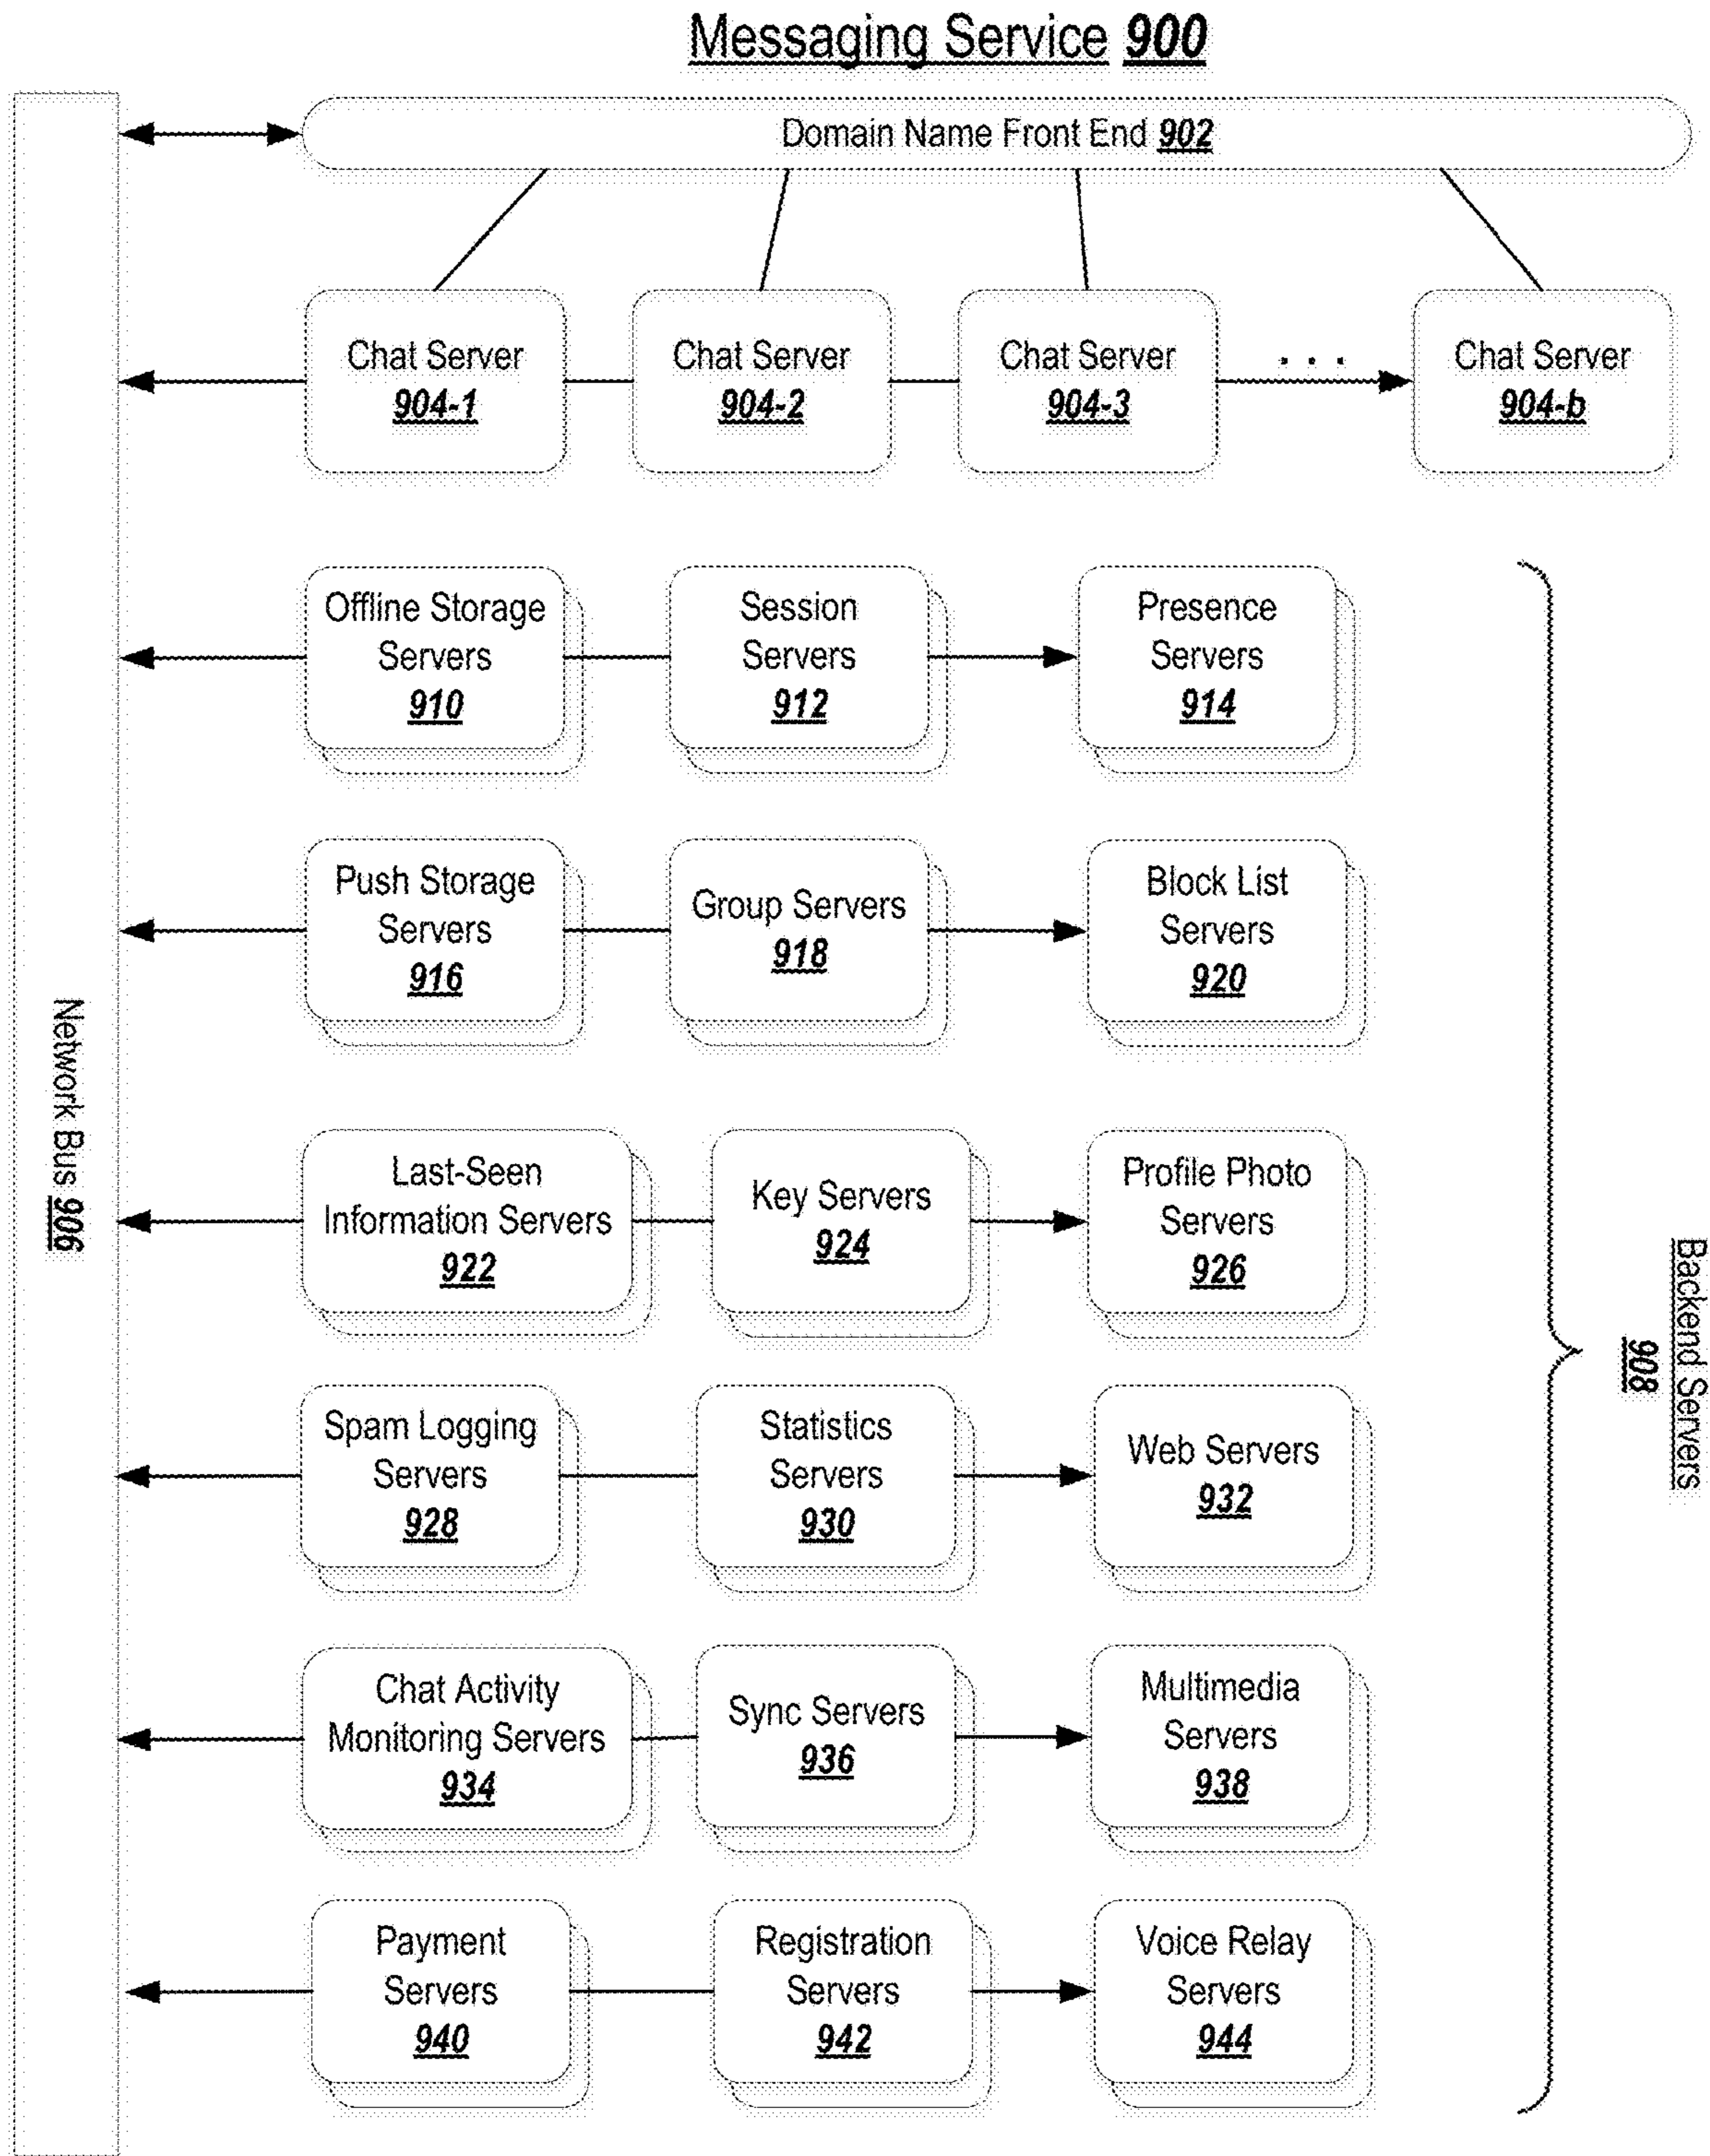 Messaging Service 900
Domain Name Front End 902
Chat Server
904-1
Chat Server
904-2
Chat Server
904-3
. . .
Chat Server
904-b
Offline Storage
Servers
910
Session
Servers
912
Presence
Servers
914
Push Storage
Servers
916
Group Servers
918
Block List
Servers
920
Last-Seen
Information Servers
922
Key Servers
924
Profile Photo
Servers
926
Spam Logging
Servers
928
Statistics
Servers
930
Web Servers
932
Chat Activity
Monitoring Servers
934
Sync Servers
936
Multimedia
Servers
938
Payment
Servers
940
Registration
Servers
942
Voice Relay
Servers
944
Network Bus 906
Backend Servers
908